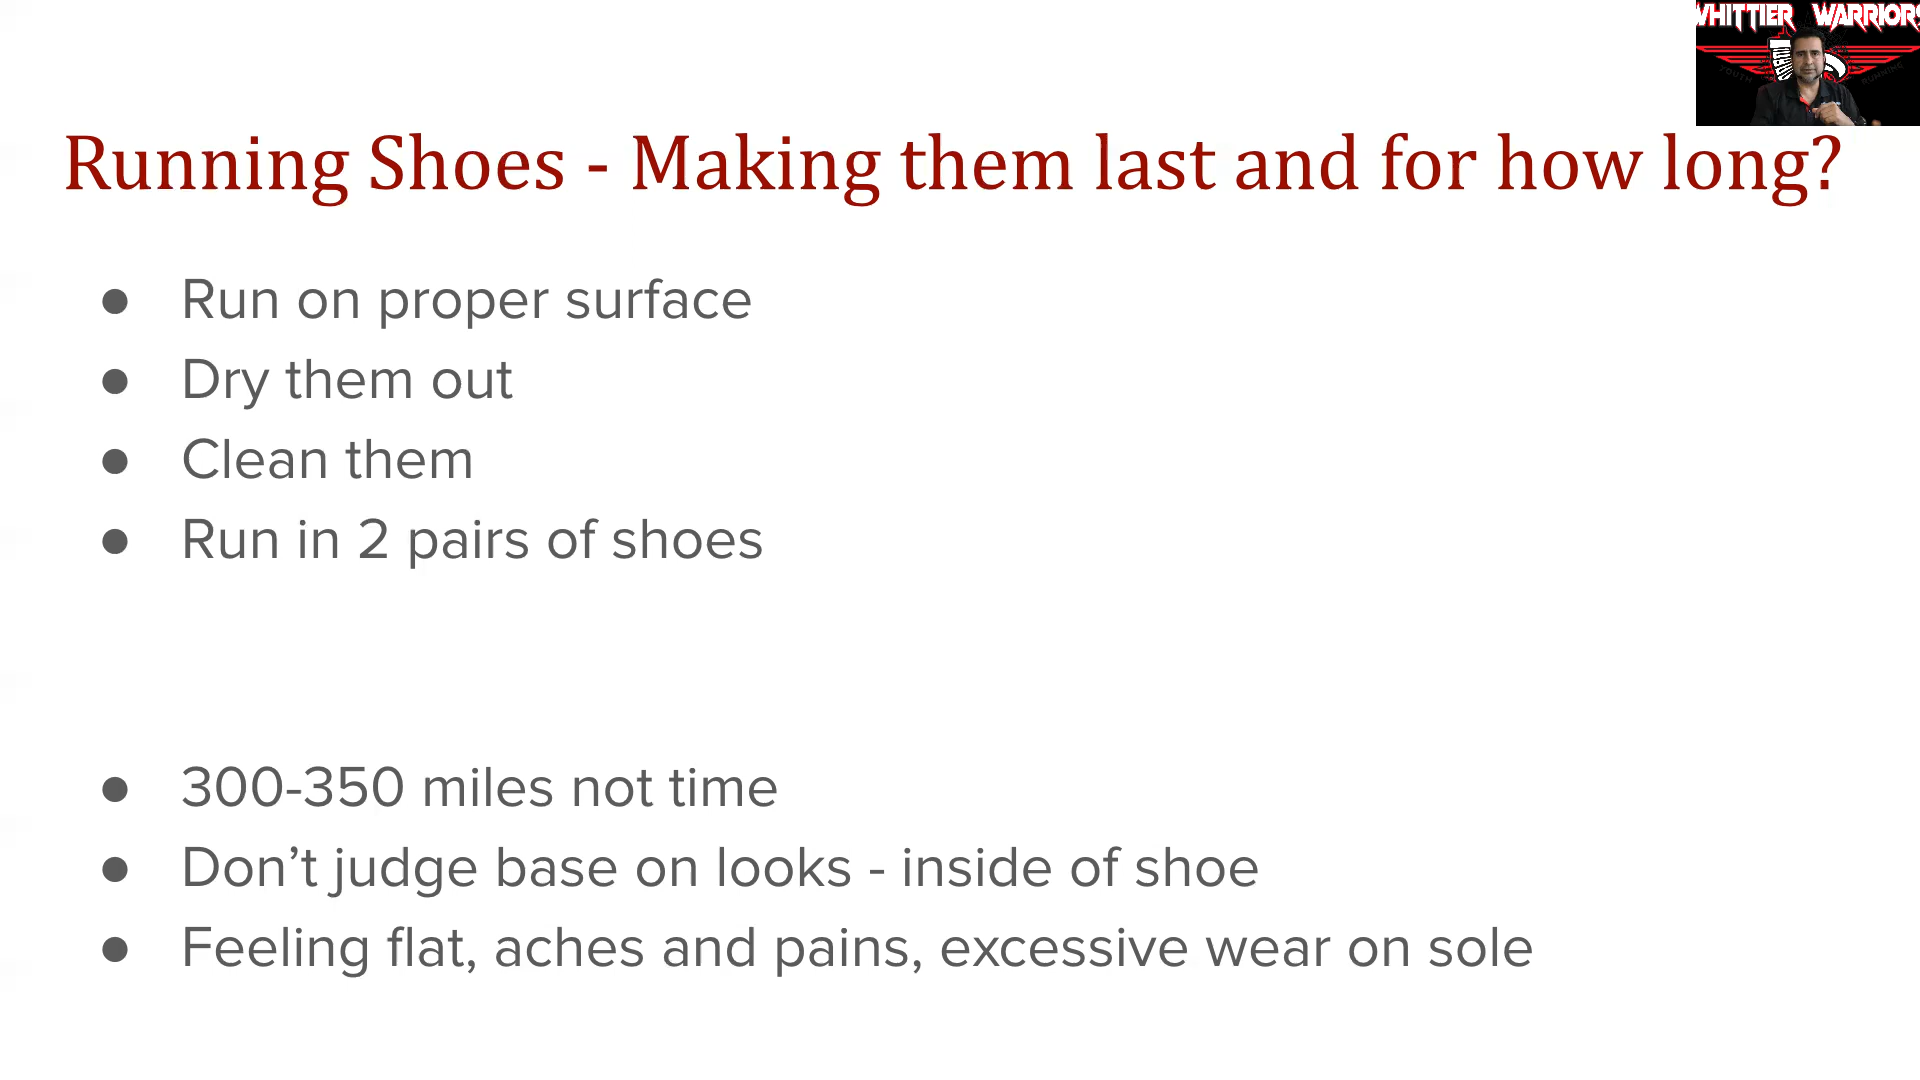 WHITTIER WARRIORS
YOUTH RUNNING
Running Shoes - Making them last and for how long?
● Run on proper surface
● Dry them out
● Clean them
● Run in 2 pairs of shoes
● 300-350 miles not time
● Don’t judge base on looks - inside of shoe
● Feeling flat, aches and pains, excessive wear on sole